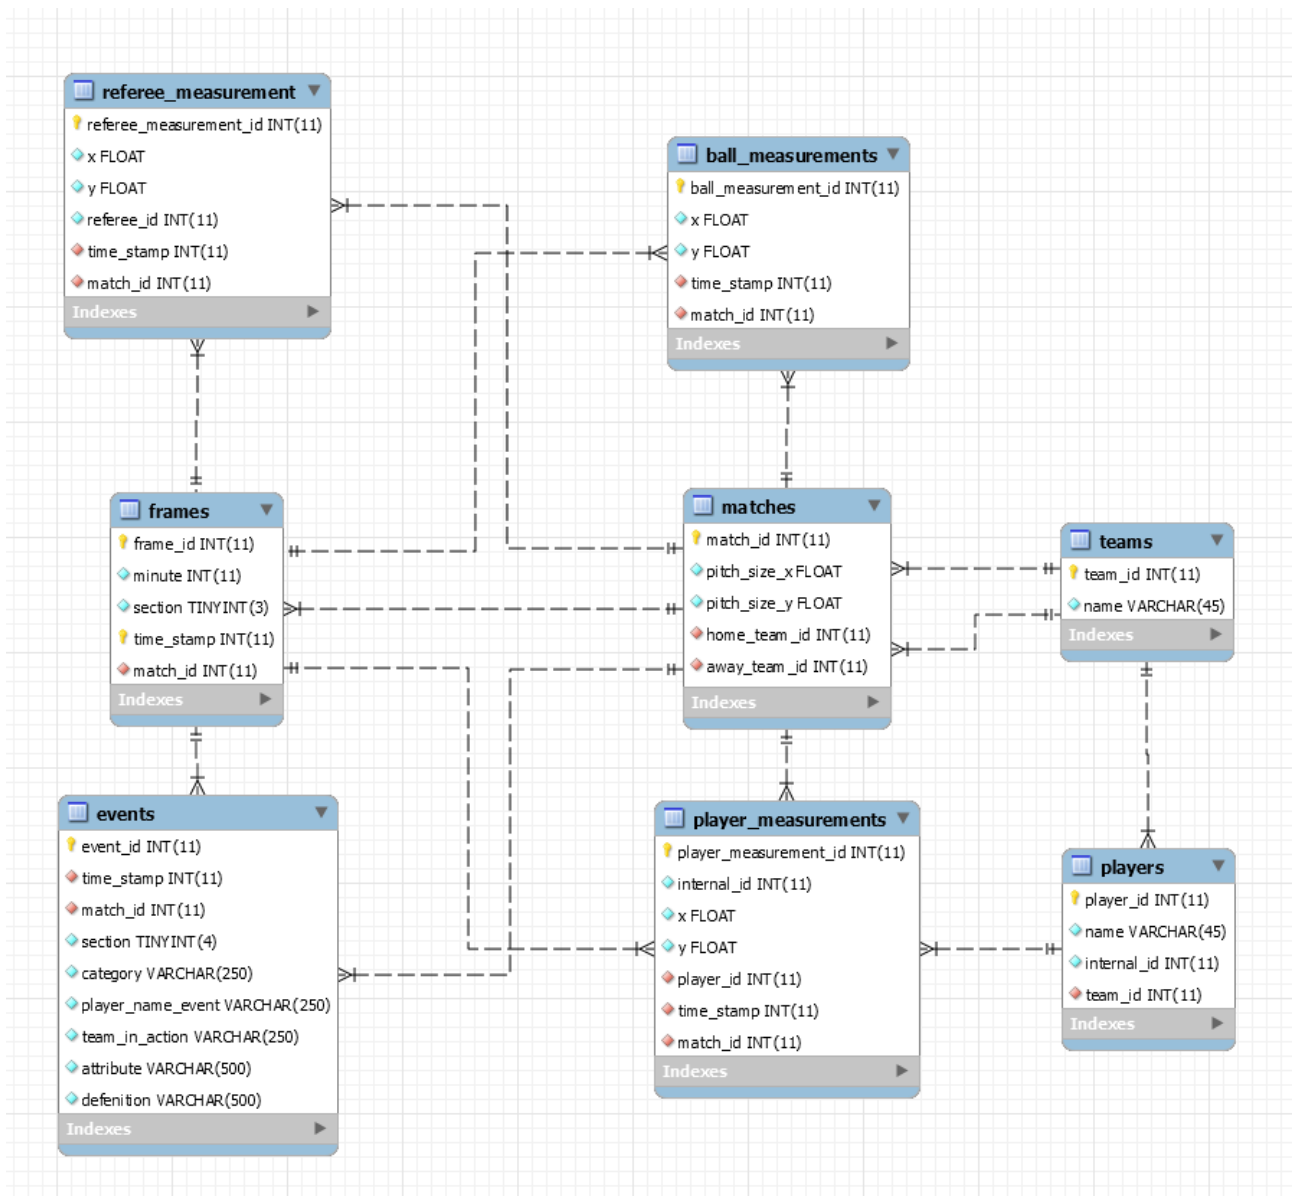 referee_measurement
referee_measurement_id INT(11)
x FLOAT
y FLOAT
referee_id INT(11)
time_stamp INT(11)
match_id INT(11)
Indexes
ball_measurements
ball_measurement_id INT(11)
x FLOAT
y FLOAT
time_stamp INT(11)
match_id INT(11)
Indexes
frames
frame_id INT(11)
minute INT(11)
section TINYINT(3)
time_stamp INT(11)
match_id INT(11)
Indexes
matches
match_id INT(11)
pitch_size_x FLOAT
pitch_size_y FLOAT
home_team_id INT(11)
away_team_id INT(11)
Indexes
teams
team_id INT(11)
name VARCHAR(45)
Indexes
events
event_id INT(11)
time_stamp INT(11)
match_id INT(11)
section TINYINT(4)
category VARCHAR(250)
player_name_event VARCHAR(250)
team_in_action VARCHAR(250)
attribute VARCHAR(500)
defenition VARCHAR(500)
Indexes
player_measurements
player_measurement_id INT(11)
internal_id INT(11)
x FLOAT
y FLOAT
player_id INT(11)
time_stamp INT(11)
match_id INT(11)
Indexes
players
player_id INT(11)
name VARCHAR(45)
internal_id INT(11)
team_id INT(11)
Indexes